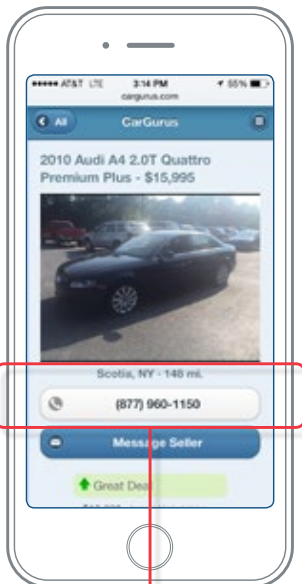 AT&T LTE 3:14 PM 55%
cargurus.com
All CarGurus
2010 Audi A4 2.0T Quattro
Premium Plus - $15,995
Scotia, NY - 148 mi.
(877) 960-1150
Message Seller
Great Deal